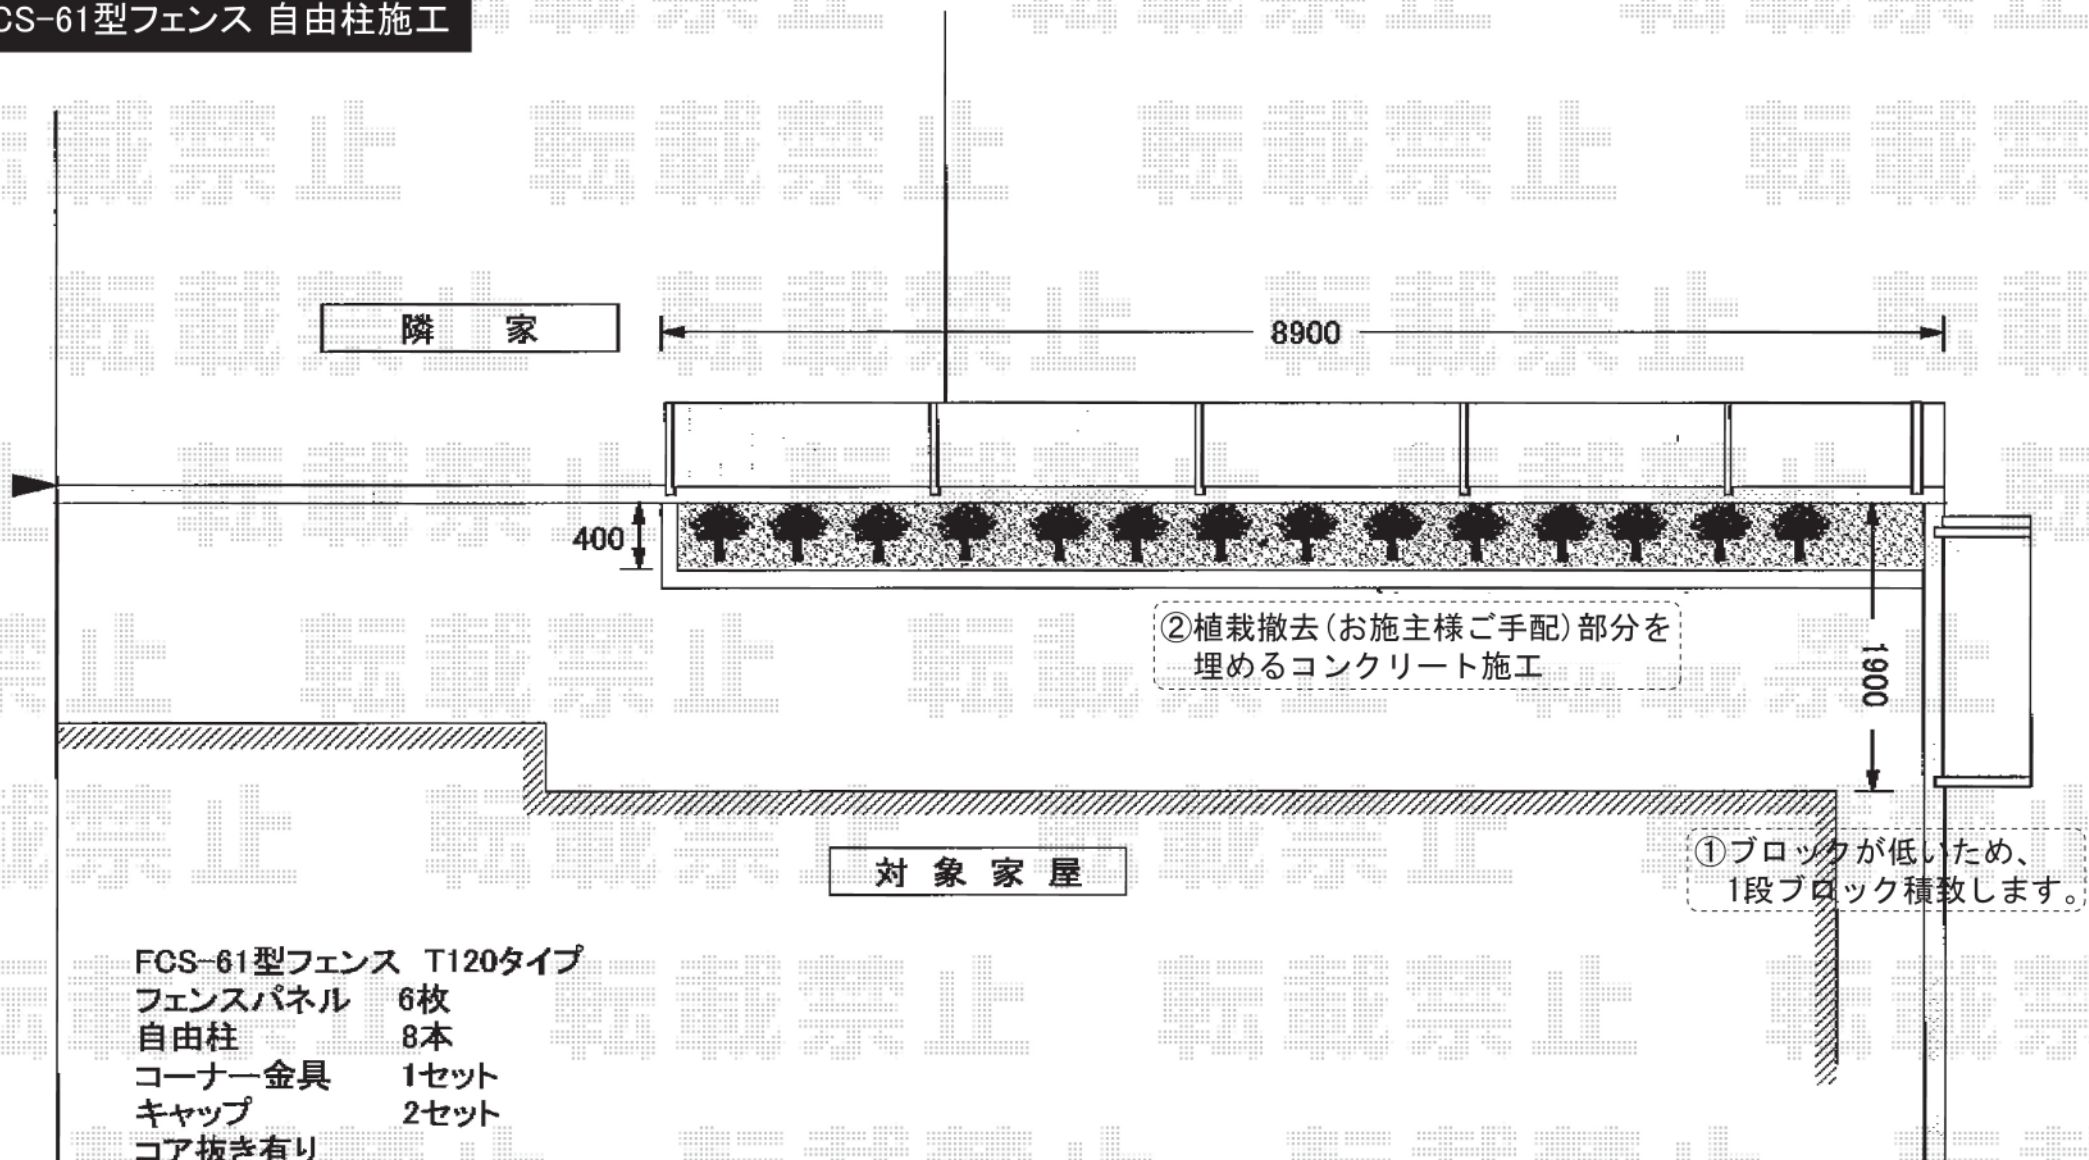 CS-61型フェンス 自由柱施工
隣 家
8900
400
②植栽撤去(お施主様ご手配)部分を
埋めるコンクリート施工
1900
対 象 家 屋
①ブロックが低いため、
1段ブロック積致します。
FCS-61型フェンス T120タイプ
フェンスパネル 6枚
自由柱 8本
コーナー金具 1セット
キャップ 2セット
コア抜き有り
転載禁止